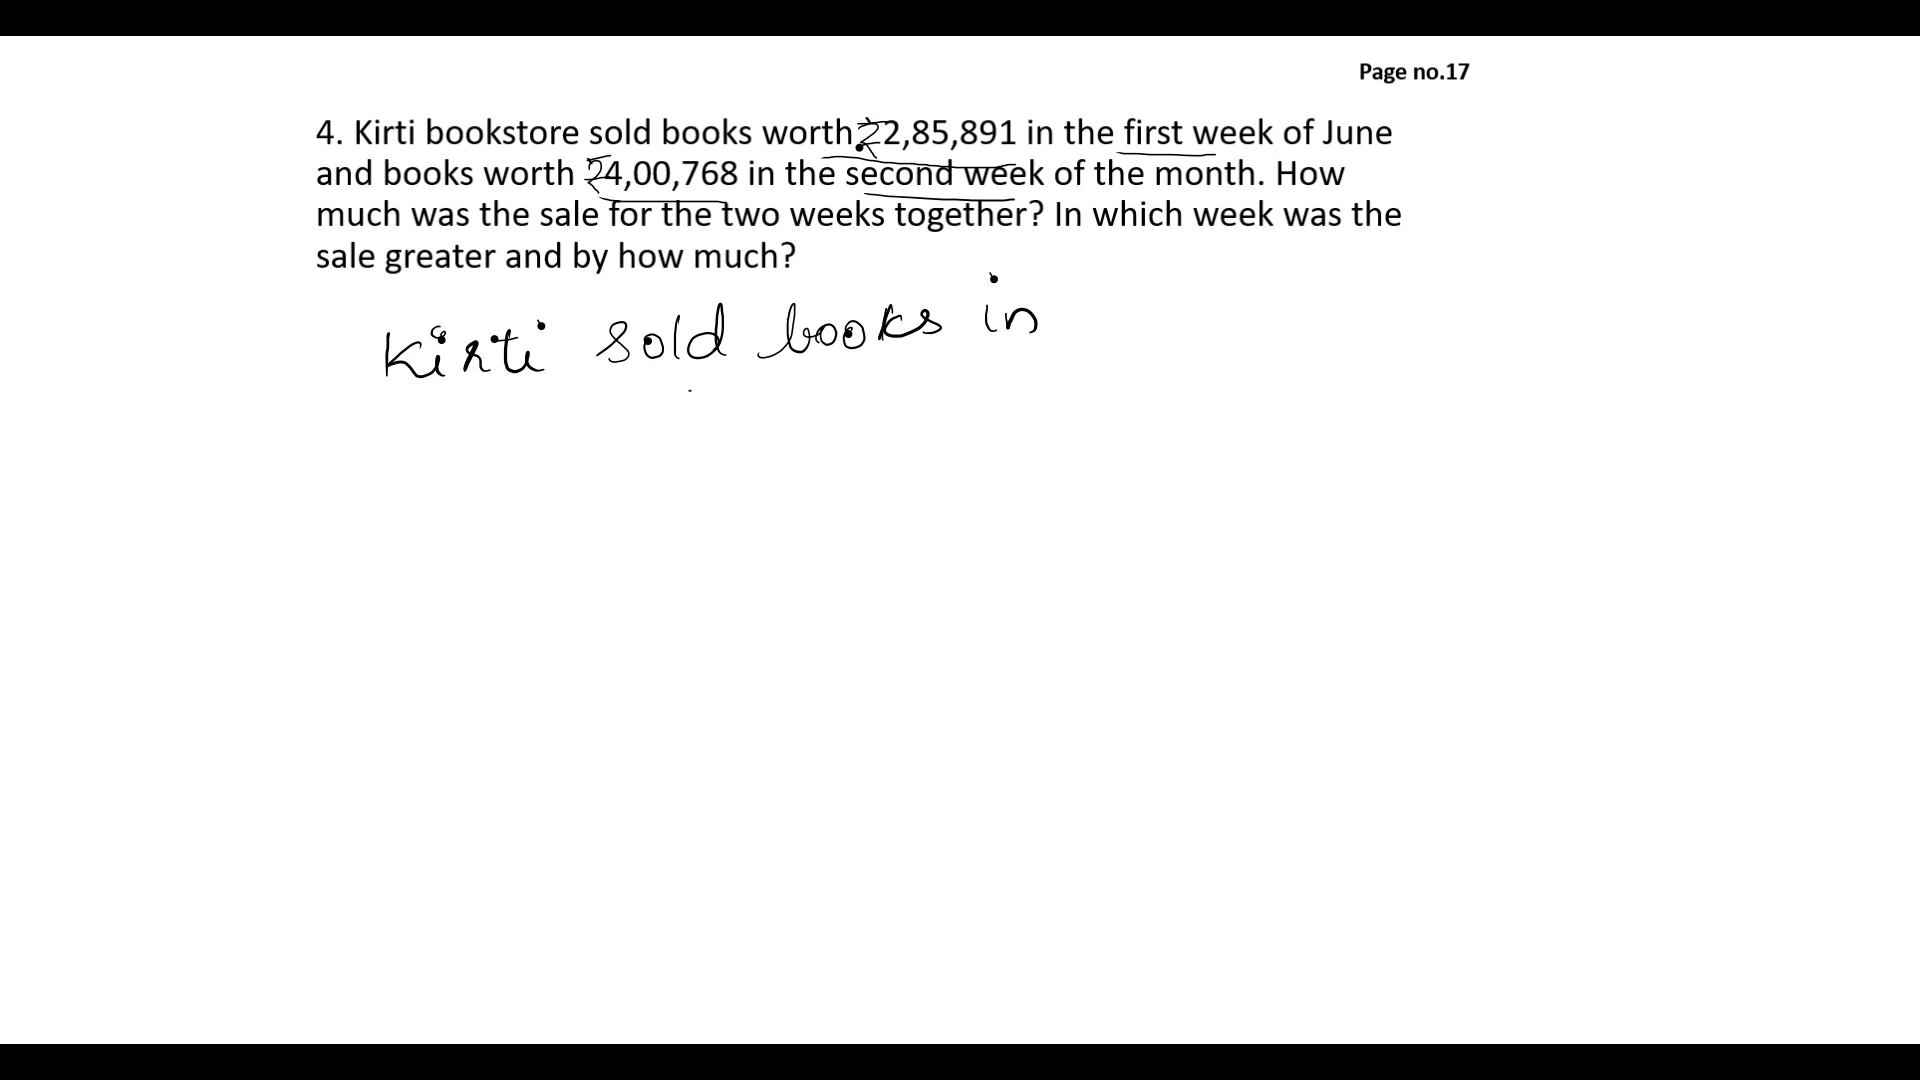 Page no.17
4. Kirti bookstore sold books worth ₹2,85,891 in the first week of June
and books worth ₹4,00,768 in the second week of the month. How
much was the sale for the two weeks together? In which week was the
sale greater and by how much?
Kirti sold books in